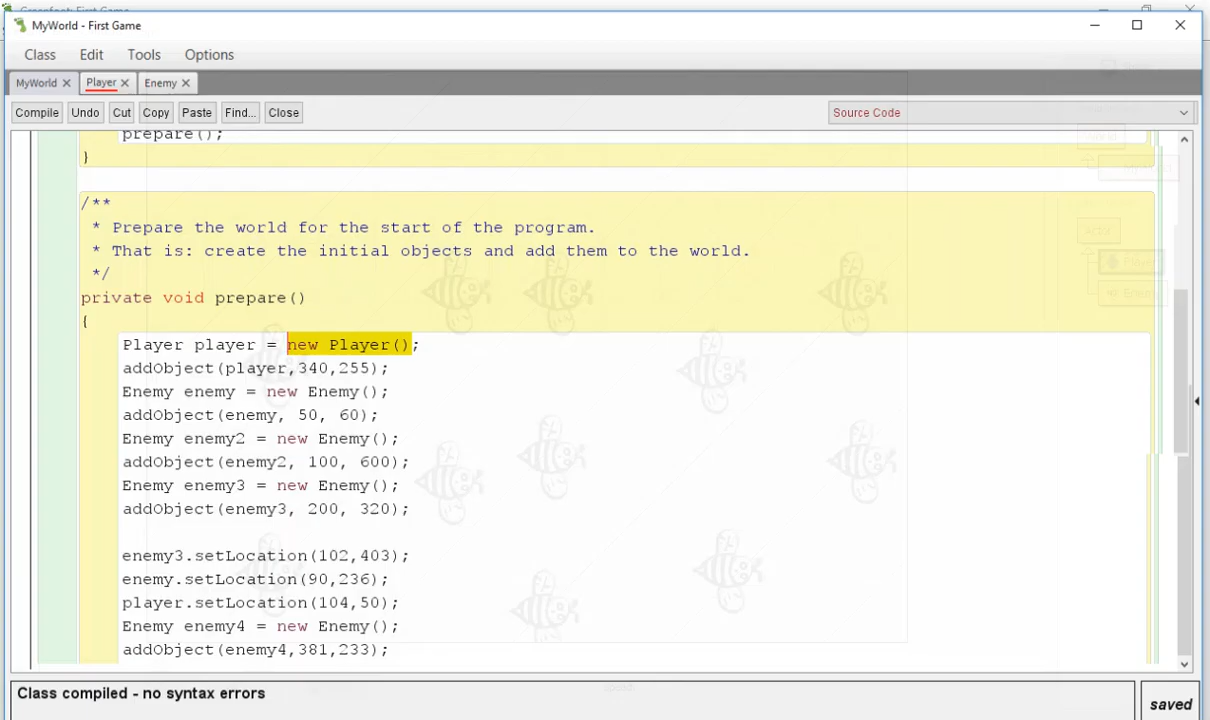 MyWorld - First Game
Class Edit Tools Options
MyWorld Player Enemy
Compile Undo Cut Copy Paste Find... Close Source Code
prepare();
}
/**
* Prepare the world for the start of the program.
* That is: create the initial objects and add them to the world.
*/
private void prepare()
{
Player player = new Player();
addObject(player,340,255);
Enemy enemy = new Enemy();
addObject(enemy, 50, 60);
Enemy enemy2 = new Enemy();
addObject(enemy2, 100, 600);
Enemy enemy3 = new Enemy();
addObject(enemy3, 200, 320);
enemy3.setLocation(102,403);
enemy.setLocation(90,236);
player.setLocation(104,50);
Enemy enemy4 = new Enemy();
addObject(enemy4,381,233);
Class compiled - no syntax errors
saved